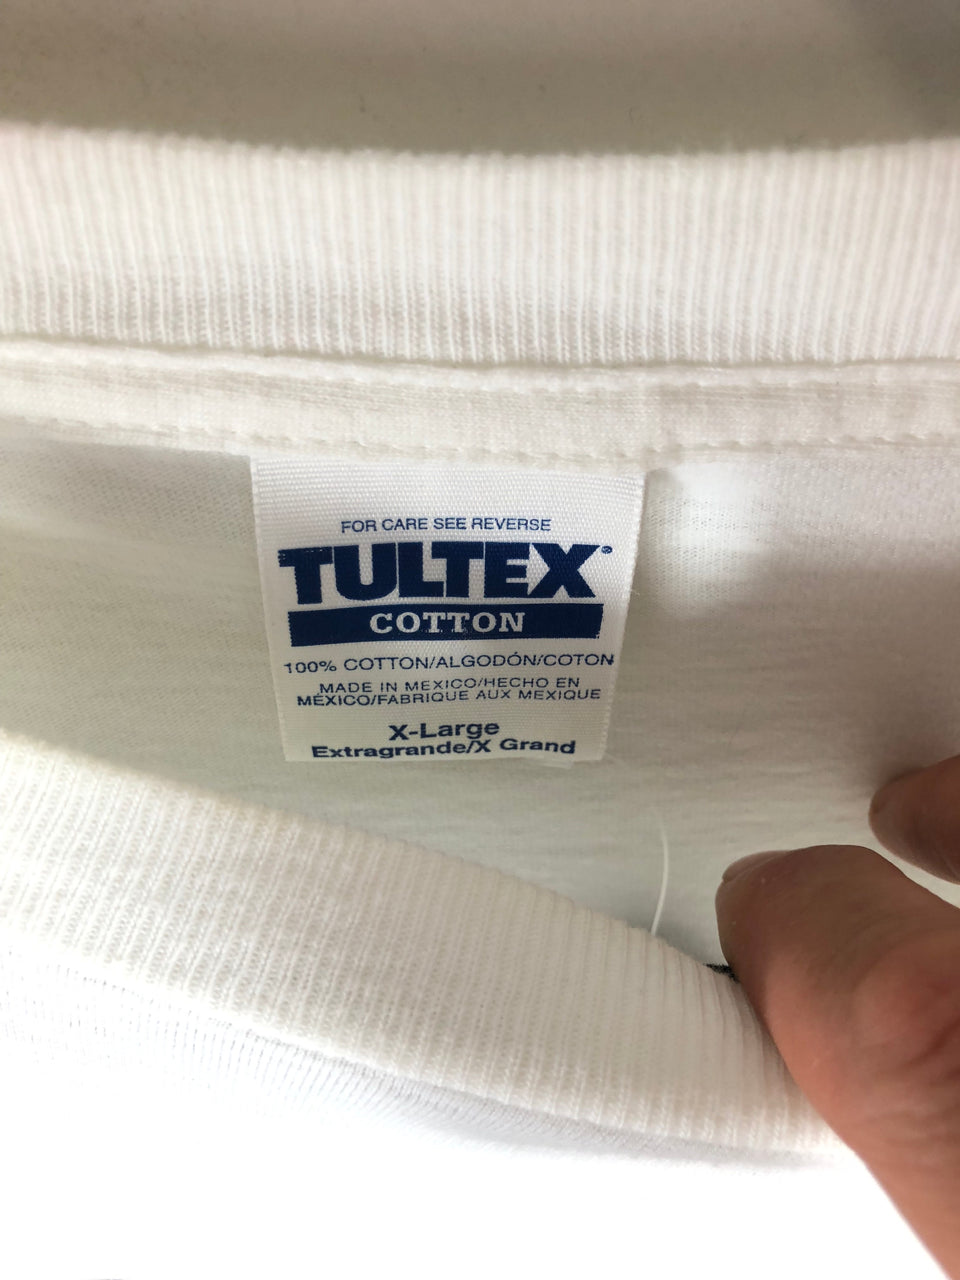 FOR CARE SEE REVERSE
TULTEX®
COTTON
100% COTTON/ALGODÓN/COTON
MADE IN MEXICO/HECHO EN
MÉXICO/FABRIQUE AUX MEXIQUE
X-Large
Extragrande/X Grand